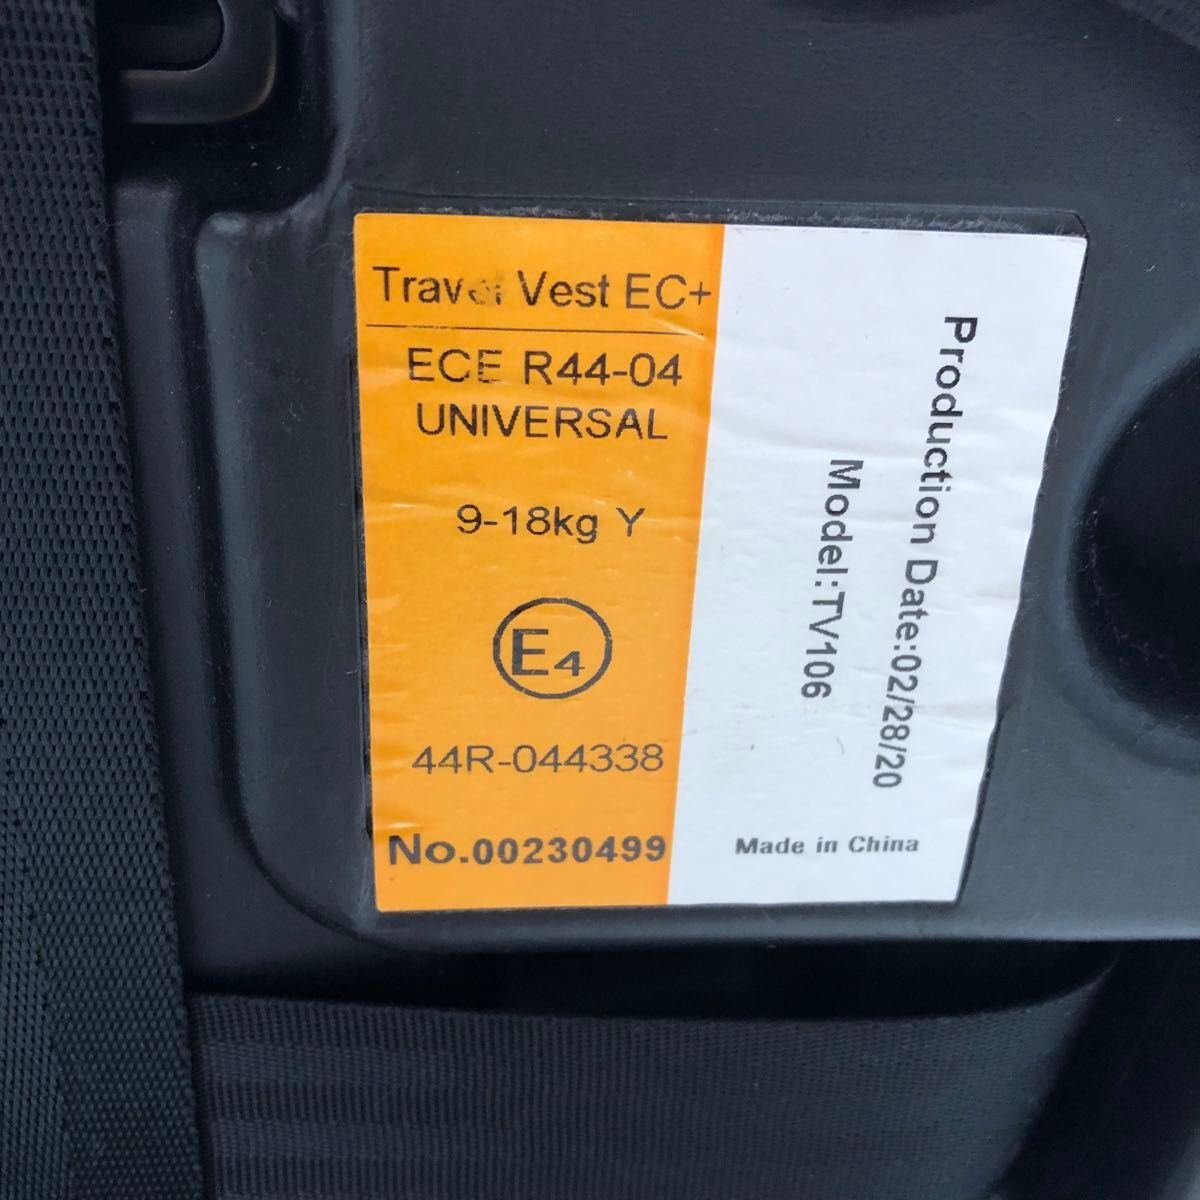 Travel Vest EC+
ECE R44-04
UNIVERSAL
9-18kg Y
E4
44R-044338
No.00230499
Production Date:02/28/20
Model:TV106
Made in China